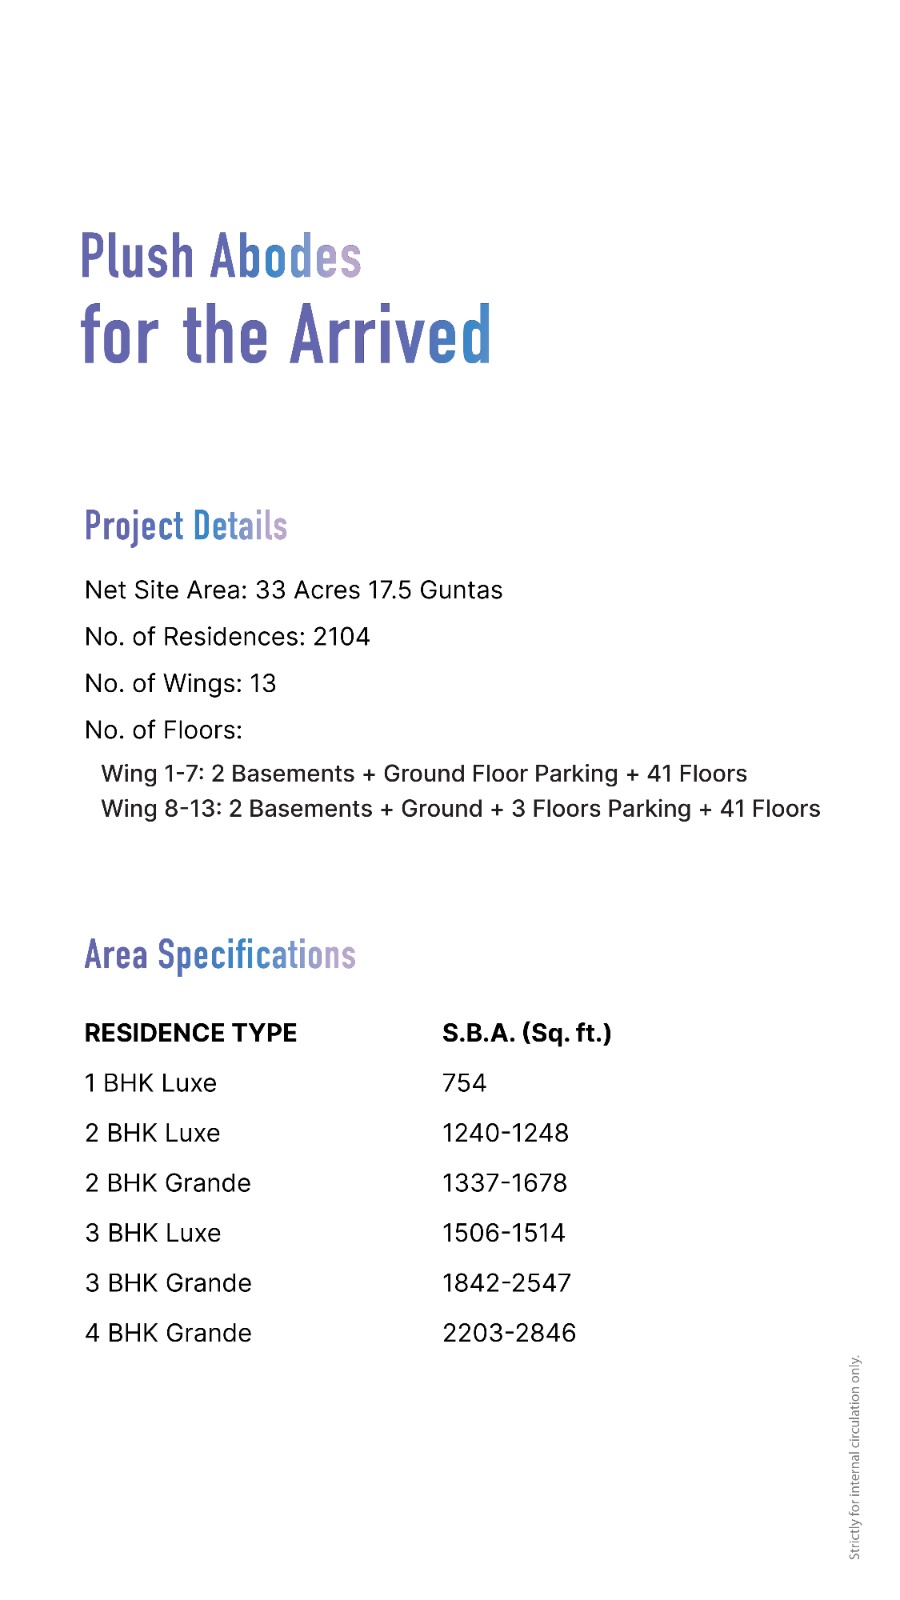 Plush Abodes
for the Arrived
Project Details
Net Site Area: 33 Acres 17.5 Guntas
No. of Residences: 2104
No. of Wings: 13
No. of Floors:
Wing 1-7: 2 Basements + Ground Floor Parking + 41 Floors
Wing 8-13: 2 Basements + Ground + 3 Floors Parking + 41 Floors
Area Specifications
RESIDENCE TYPE S.B.A. (Sq. ft.)
1 BHK Luxe 754
2 BHK Luxe 1240-1248
2 BHK Grande 1337-1678
3 BHK Luxe 1506-1514
3 BHK Grande 1842-2547
4 BHK Grande 2203-2846
Strictly for internal circulation only.